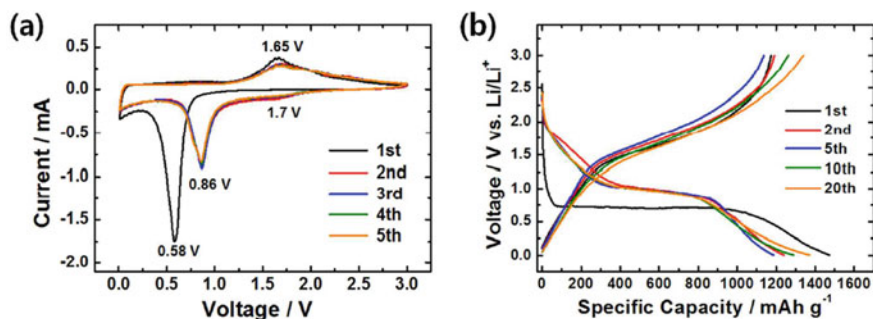 (a)
0.5
0.0
-0.5
-1.0
-1.5
-2.0
Current / mA
1.65 V
1.7 V
0.86 V
0.58 V
1st
2nd
3rd
4th
5th
0.0 0.5 1.0 1.5 2.0 2.5 3.0
Voltage / V
(b)
3.0
2.5
2.0
1.5
1.0
0.5
0.0
Voltage / V vs. Li/Li⁺
1st
2nd
5th
10th
20th
0 200 400 600 800 1000 1200 1400 1600
Specific Capacity / mAh g⁻¹